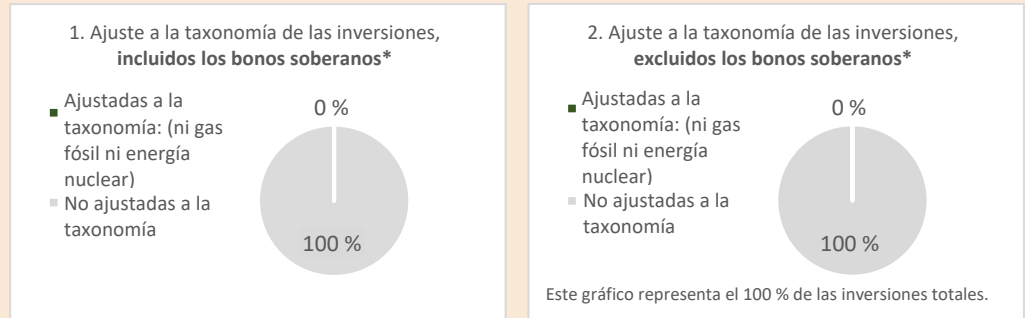 1. Ajuste a la taxonomía de las inversiones,
incluidos los bonos soberanos*
Ajustadas a la
taxonomía: (ni gas
fósil ni energía
nuclear)
No ajustadas a la
taxonomía
0 %
100 %
2. Ajuste a la taxonomía de las inversiones,
excluidos los bonos soberanos*
Ajustadas a la
taxonomía: (ni gas
fósil ni energía
nuclear)
No ajustadas a la
taxonomía
0 %
100 %
Este gráfico representa el 100 % de las inversiones totales.